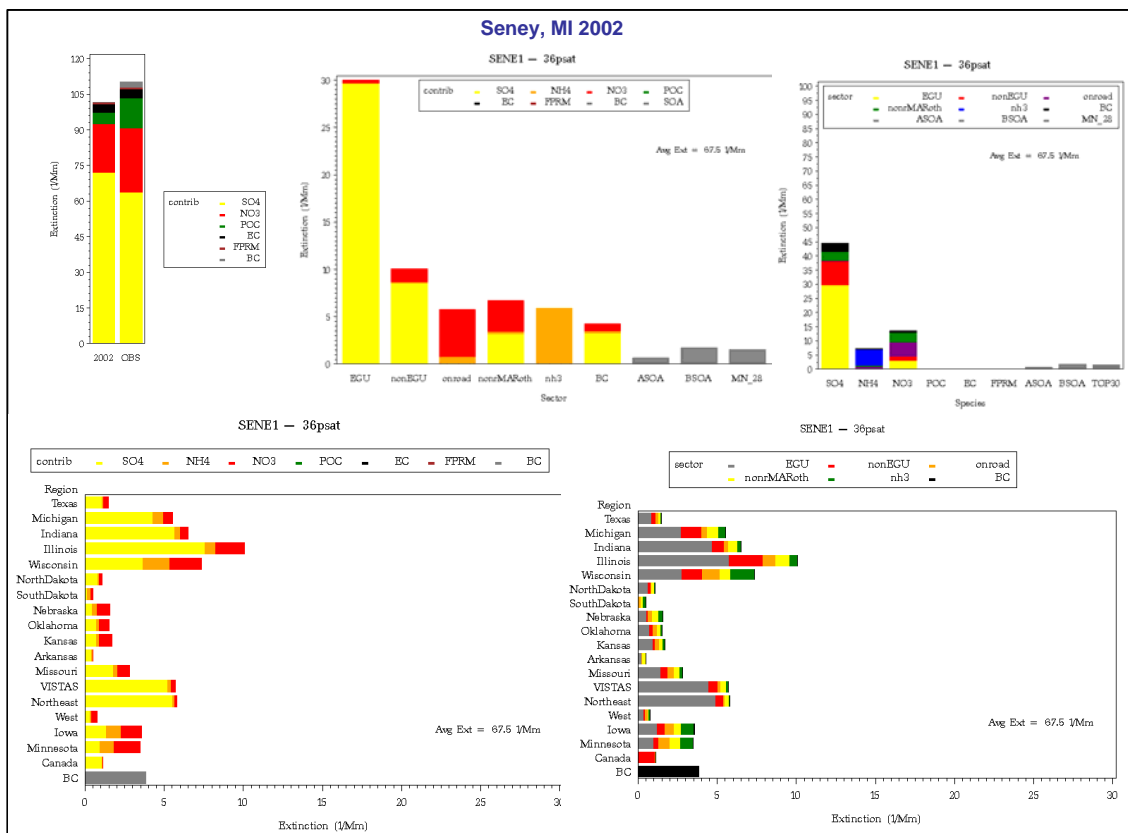 Seney, MI 2002
120
105
90
75
60
45
30
15
0
Extinction (1/Mm)
2002 OBS
contrib
SO4
NO3
POC
EC
FPRM
BC
SENE1 — 36psat
contrib SO4 NH4 NO3 POC
EC FPRM BC SOA
Avg Ext = 67.5 1/Mm
30
25
20
15
10
5
0
Extinction (1/Mm)
EGU nonEGU onroad nonrMARoth nh3 BC ASOA BSOA MN_28
Sector
SENE1 — 36psat
sector EGU nonEGU onroad
nonrMARoth nh3 BC
ASOA BSOA MN_28
Avg Ext = 67.5 1/Mm
100
95
90
85
80
75
70
65
60
55
50
45
40
35
30
25
20
15
10
5
0
Extinction (1/Mm)
SO4 NH4 NO3 POC EC FPRM ASOA BSOA TOP30
Species
SENE1 — 36psat
contrib SO4 NH4 NO3 POC EC FPRM BC
Region
Texas
Michigan
Indiana
Illinois
Wisconsin
NorthDakota
SouthDakota
Nebraska
Oklahoma
Kansas
Arkansas
Missouri
VISTAS
Northeast
West
Iowa
Minnesota
Canada
BC
Avg Ext = 67.5 1/Mm
0 5 10 15 20 25 30
Extinction (1/Mm)
SENE1 — 36psat
sector EGU nonEGU onroad
nonrMARoth nh3 BC
Region
Texas
Michigan
Indiana
Illinois
Wisconsin
NorthDakota
SouthDakota
Nebraska
Oklahoma
Kansas
Arkansas
Missouri
VISTAS
Northeast
West
Iowa
Minnesota
Canada
BC
Avg Ext = 67.5 1/Mm
0 5 10 15 20 25 30
Extinction (1/Mm)